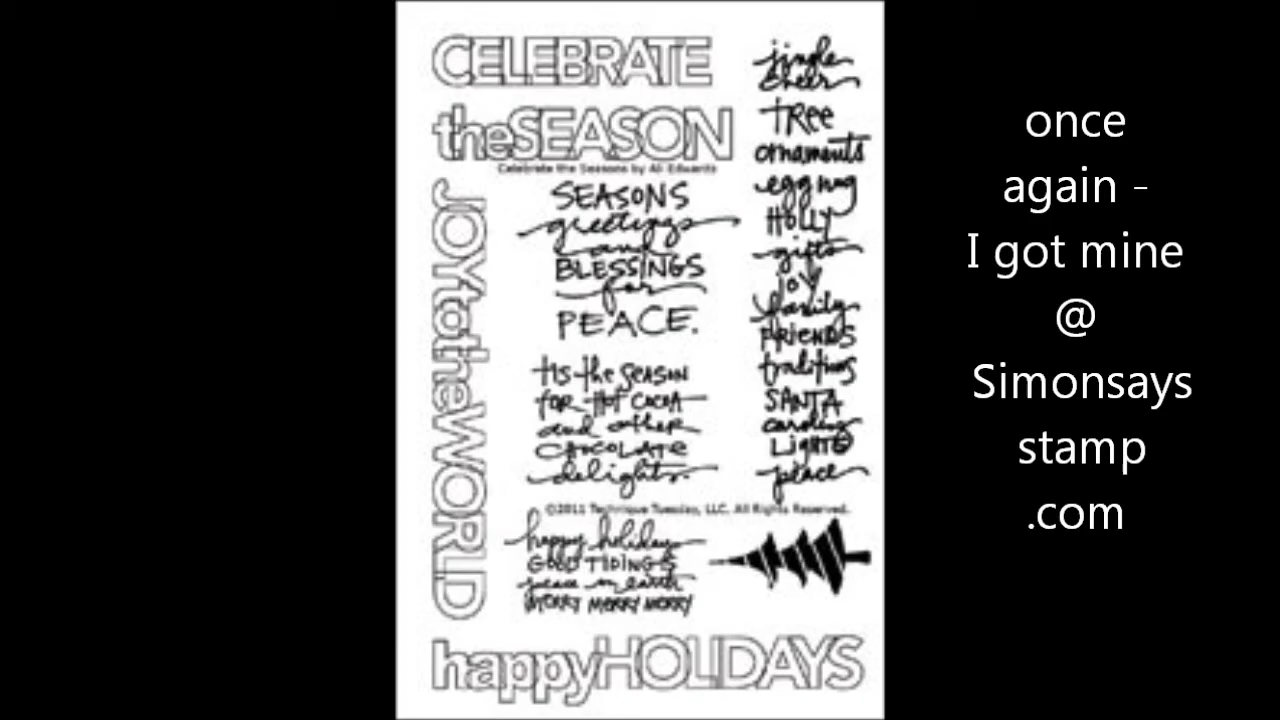 CELEBRATE
theSEASON
Celebrate the Seasons by Ali Edwards
JOYtotheWORLD
SEASONS
greetings
and
BLESSINGS
for
PEACE.
tis the SEASON
FOR HOT COCOA
and other
CHOCOLATE
delights.
jingle
cheer
TREE
ornaments
eggnog
HOLLY
gifts
JOY
family
FRIENDS
traditions
SANTA
caroling
LIGHTS
peace
©2011 Technique Tuesday, LLC. All Rights Reserved.
happy holidays
GOOD TIDINGS
peace on earth
MERRY MERRY MERRY
happyHOLIDAYS
once
again -
I got mine
@
Simonsays
stamp
.com